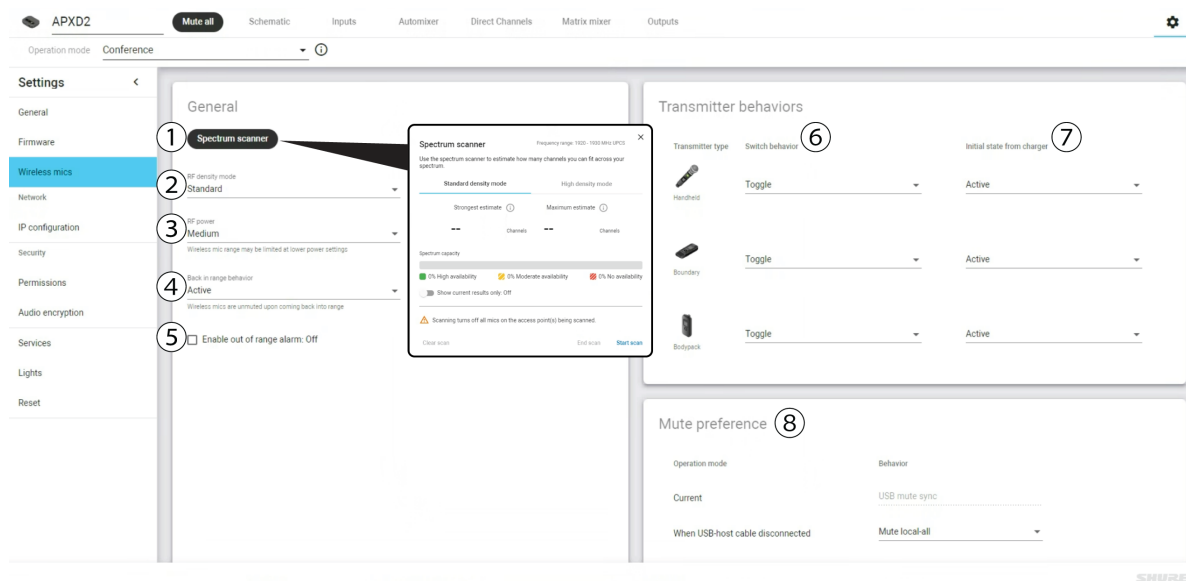 APXD2
Mute all
Schematic
Inputs
Automixer
Direct Channels
Matrix mixer
Outputs
Operation mode Conference
Settings
General
Firmware
Wireless mics
Network
IP configuration
Security
Permissions
Audio encryption
Services
Lights
Reset
General
1 Spectrum scanner
2 RF density mode
Standard
3 RF power
Medium
Wireless mic range may be limited at lower power settings
4 Back in range behavior
Active
Wireless mics are unmuted upon coming back into range
5 Enable out of range alarm: Off
Spectrum scanner
Frequency range: 1920 - 1930 MHz UPCS
Use the spectrum scanner to estimate how many channels you can fit across your
spectrum.
Standard density mode High density mode
Strongest estimate Maximum estimate
-- Channels -- Channels
Spectrum capacity
0% High availability 0% Moderate availability 0% No availability
Show current results only: Off
Scanning turns off all mics on the access point(s) being scanned.
Clear scan End scan Start scan
Transmitter behaviors
Transmitter type Switch behavior 6 Initial state from charger 7
Handheld Toggle Active
Boundary Toggle Active
Bodypack Toggle Active
Mute preference 8
Operation mode Behavior
Current USB mute sync
When USB-host cable disconnected Mute local-all
SHURE